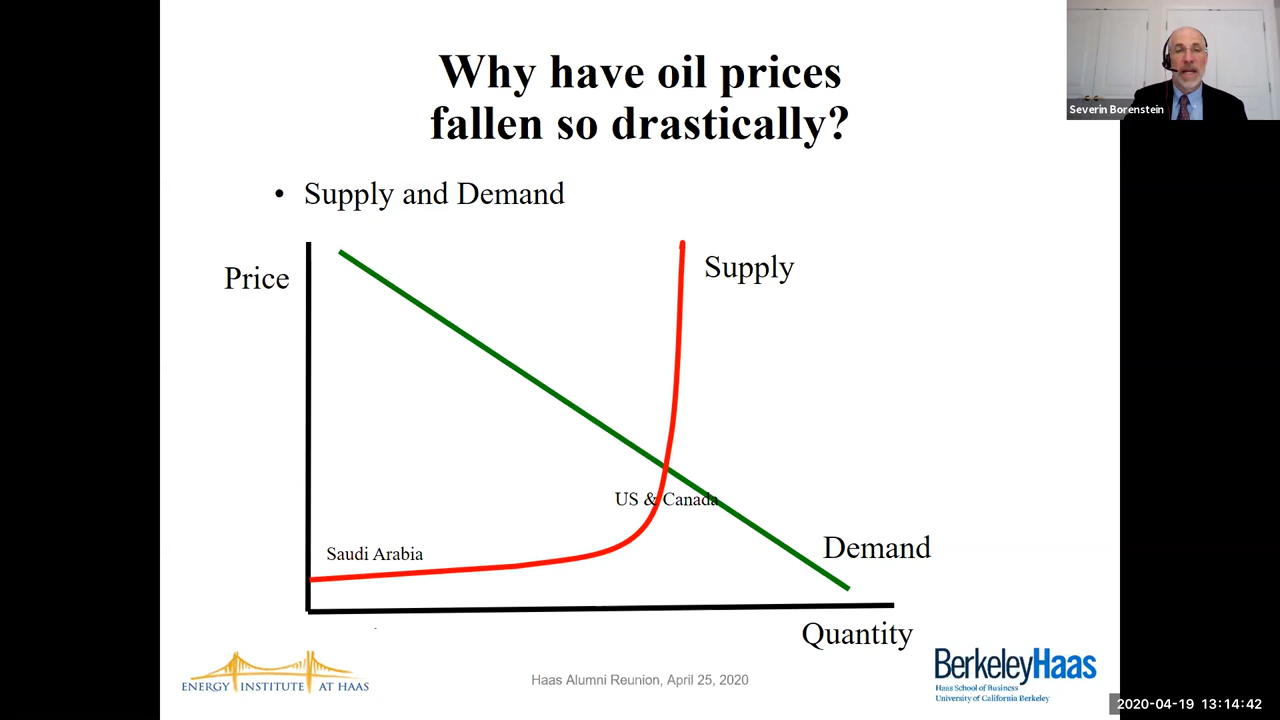 Why have oil prices
fallen so drastically?
Severin Borenstein
• Supply and Demand
Price
Supply
US & Canada
Saudi Arabia
Demand
Quantity
ENERGY INSTITUTE AT HAAS
Haas Alumni Reunion, April 25, 2020
BerkeleyHaas
Haas School of Business
University of California Berkeley
2020-04-19 13:14:42